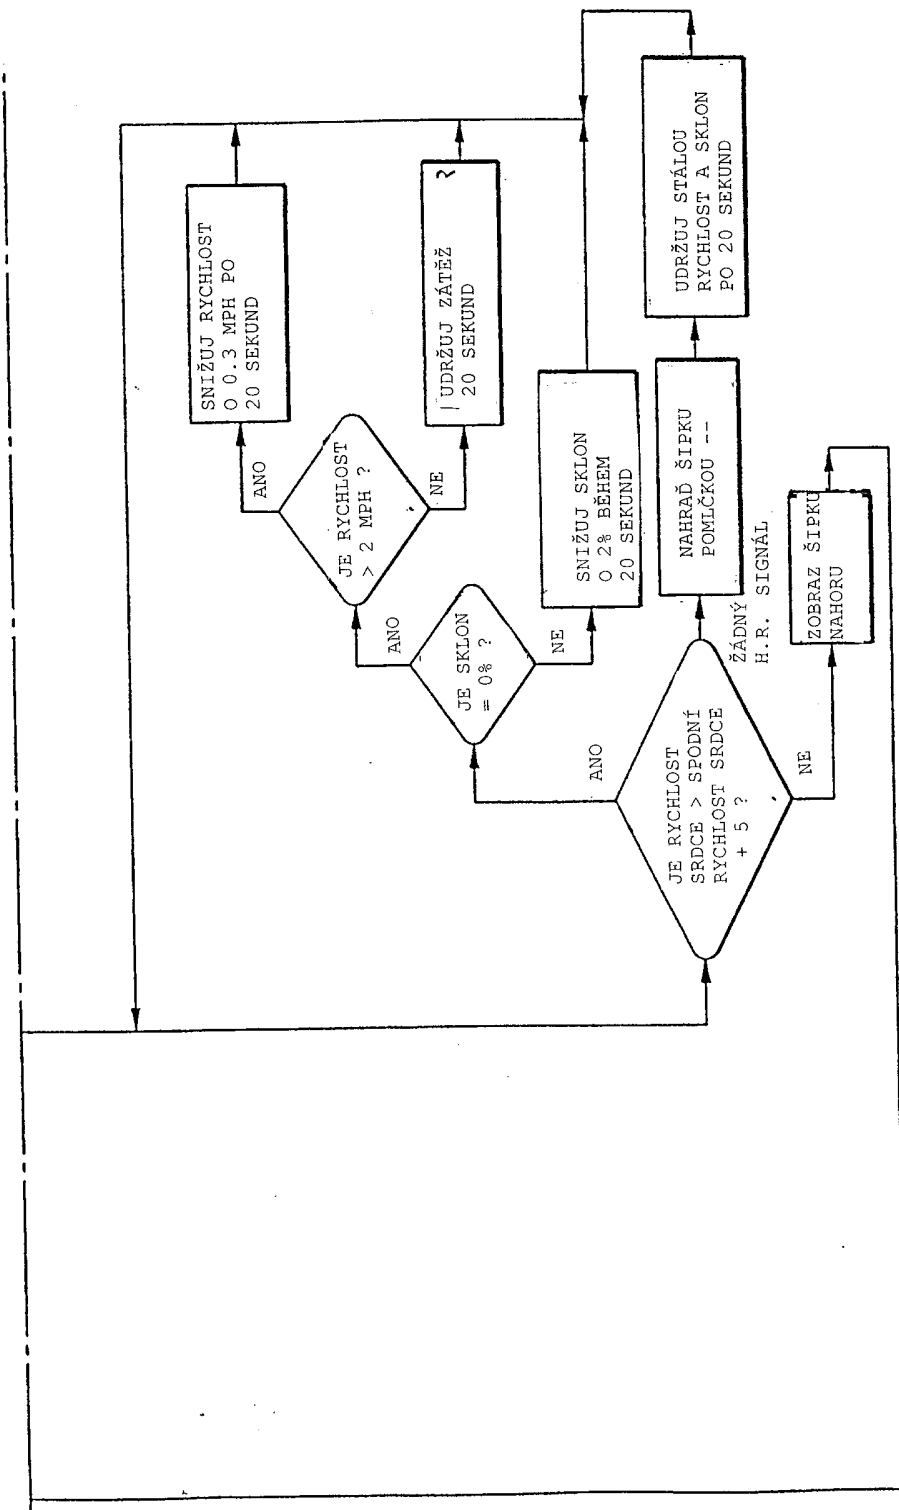 SNIŽUJ RYCHLOST
O 0.3 MPH PO
20 SEKUND
ANO
JE RYCHLOST
> 2 MPH ?
NE
UDRŽUJ ZÁTĚŽ
20 SEKUND
ANO
JE SKLON
= 0% ?
NE
SNIŽUJ SKLON
O 2% BĚHEM
20 SEKUND
ANO
JE RYCHLOST
SRDCE > SPODNÍ
RYCHLOST SRDCE
+ 5 ?
ŽÁDNÝ
H.R. SIGNÁL
NAHRAĎ ŠIPKU
POMLČKOU --
UDRŽUJ STÁLOU
RYCHLOST A SKLON
PO 20 SEKUND
NE
ZOBRAZ ŠIPKU
NAHORU